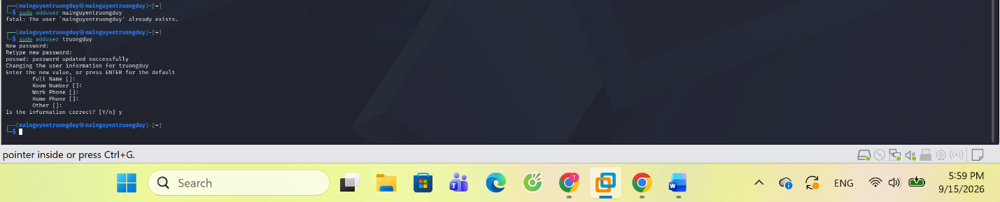 ┌──(mainguyentruongduy㉿mainguyentruongduy)-[~]
└─$ sudo adduser mainguyentruongduy
fatal: The user `mainguyentruongduy' already exists.
┌──(mainguyentruongduy㉿mainguyentruongduy)-[~]
└─$ sudo adduser truongduy
New password:
Retype new password:
passwd: password updated successfully
Changing the user information for truongduy
Enter the new value, or press ENTER for the default
Full Name []:
Room Number []:
Work Phone []:
Home Phone []:
Other []:
Is the information correct? [Y/n] y
┌──(mainguyentruongduy㉿mainguyentruongduy)-[~]
└─$
pointer inside or press Ctrl+G.
Search
T
T
W
ENG
5:59 PM
9/15/2026